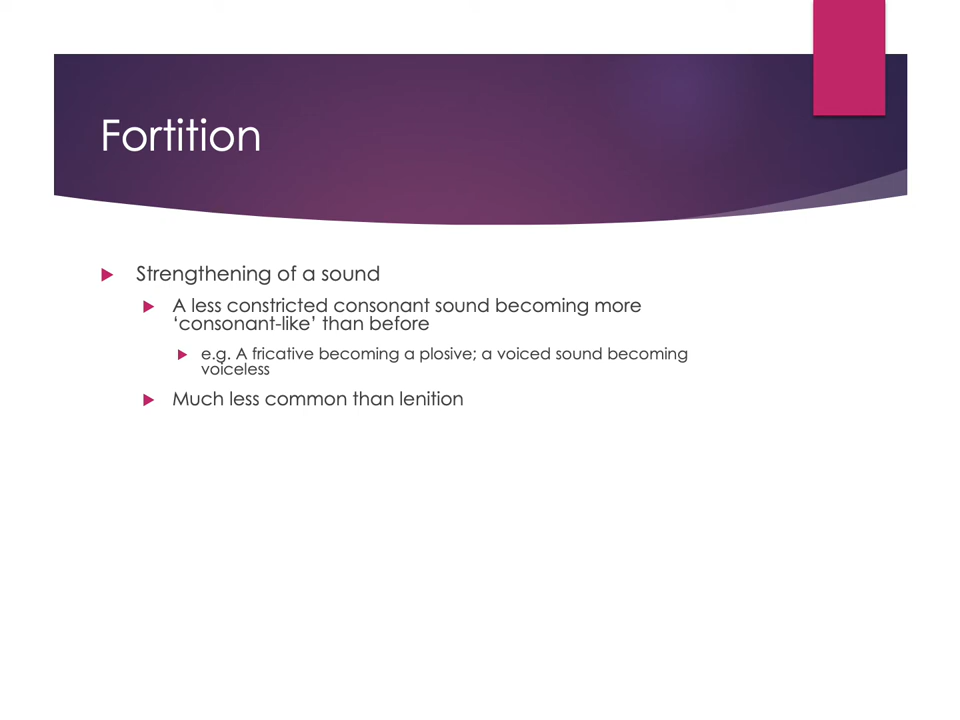 Fortition
Strengthening of a sound
A less constricted consonant sound becoming more
‘consonant-like’ than before
e.g. A fricative becoming a plosive; a voiced sound becoming
voiceless
Much less common than lenition